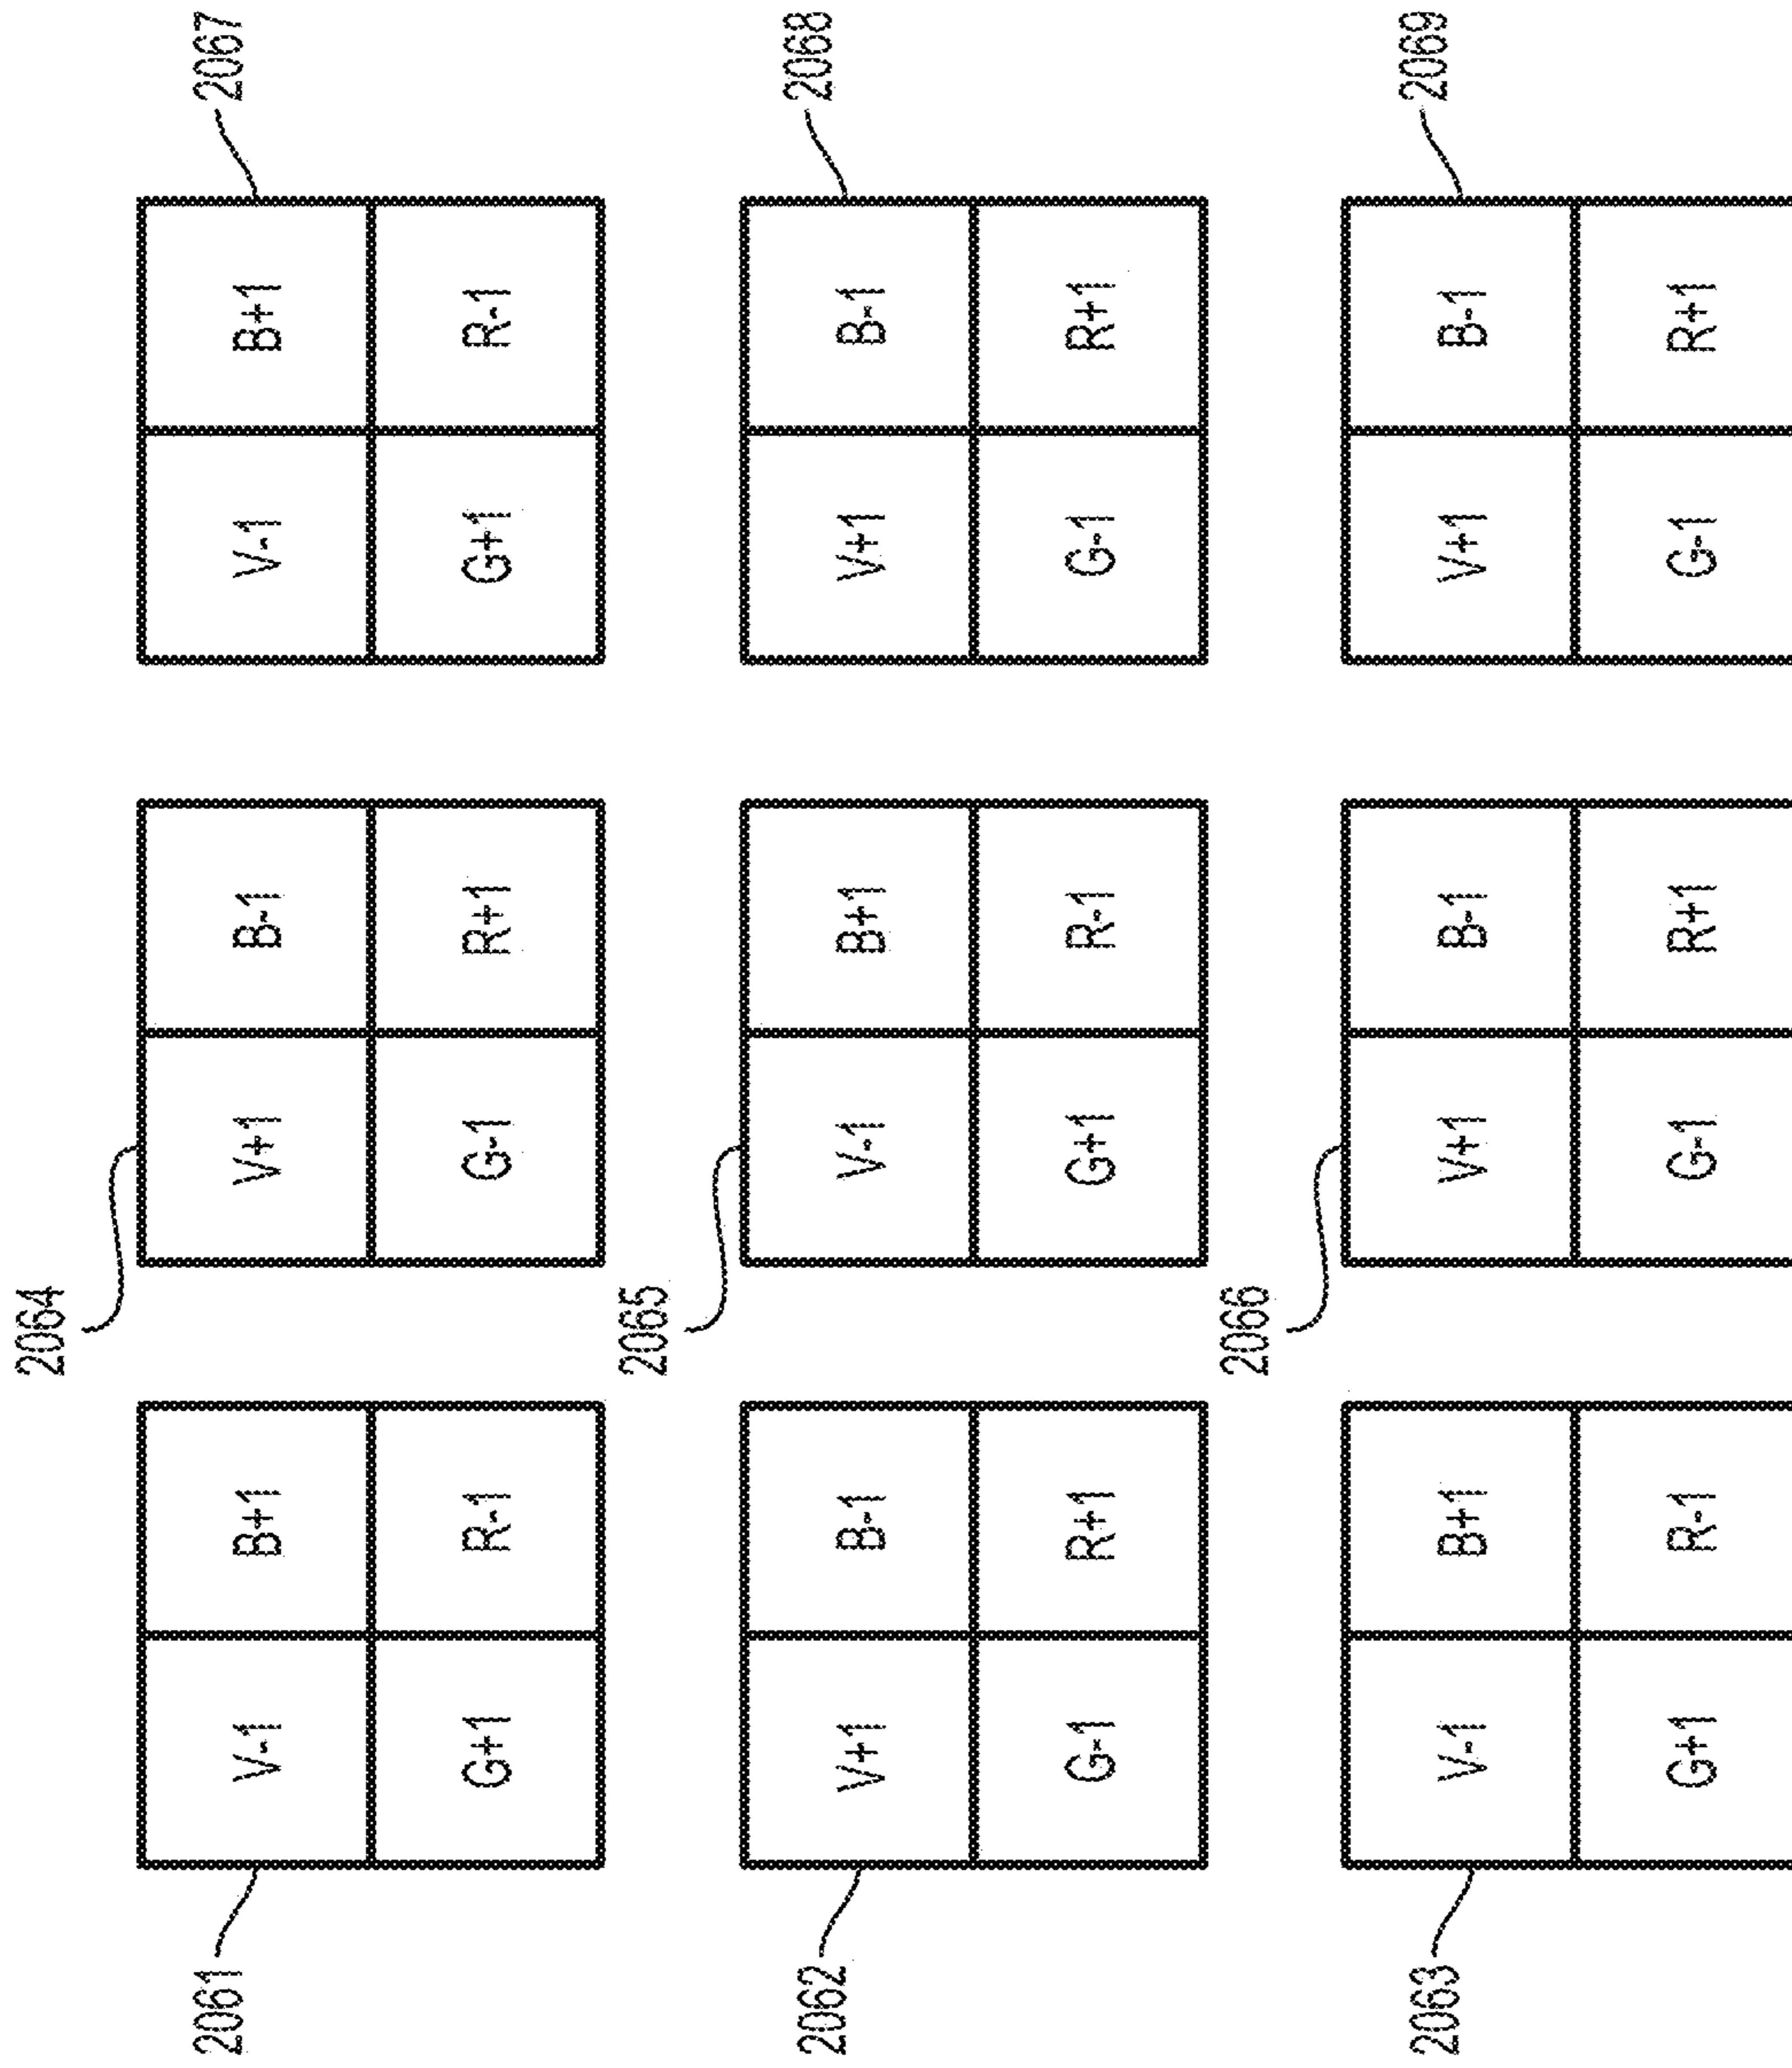 2064
2061
2067
V-1 B+1 V+1 B-1 V-1 B+1
G+1 R-1 G-1 R+1 G+1 R-1
2065
2062
2068
V+1 B-1 V-1 B+1 V+1 B-1
G-1 R+1 G+1 R-1 G-1 R+1
2066
2063
2069
V-1 B+1 V+1 B-1 V+1 B-1
G+1 R-1 G-1 R+1 G-1 R+1